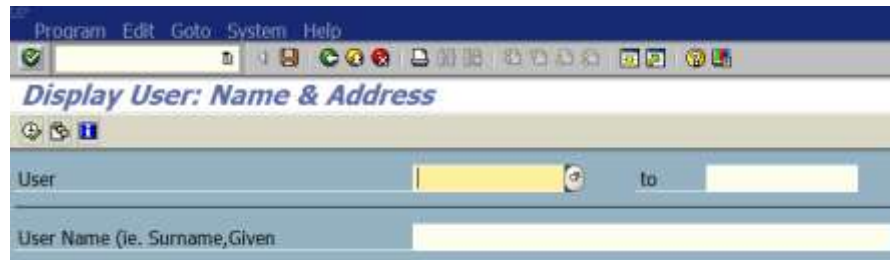 Program Edit Goto System Help
Display User: Name & Address
User to
User Name (ie. Surname,Given